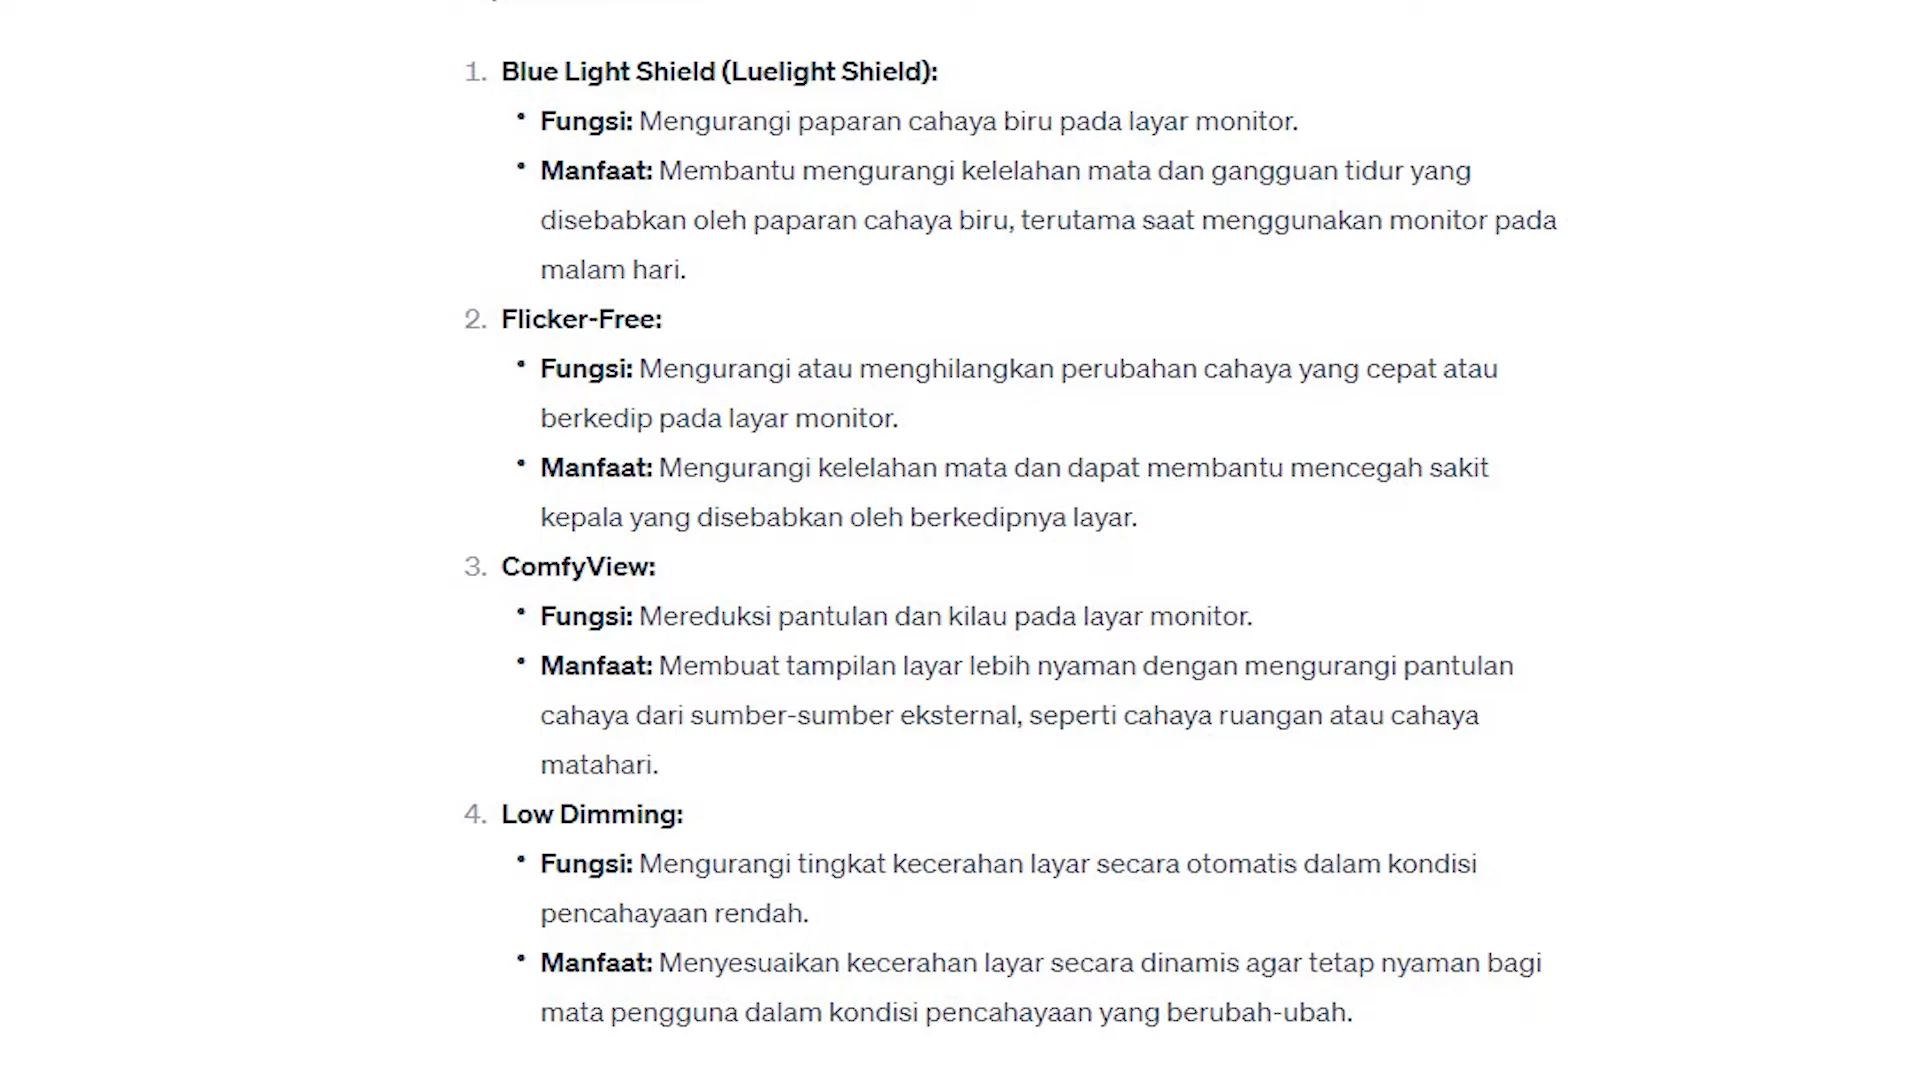 1. Blue Light Shield (Luelight Shield):
• Fungsi: Mengurangi paparan cahaya biru pada layar monitor.
• Manfaat: Membantu mengurangi kelelahan mata dan gangguan tidur yang
disebabkan oleh paparan cahaya biru, terutama saat menggunakan monitor pada
malam hari.
2. Flicker-Free:
• Fungsi: Mengurangi atau menghilangkan perubahan cahaya yang cepat atau
berkedip pada layar monitor.
• Manfaat: Mengurangi kelelahan mata dan dapat membantu mencegah sakit
kepala yang disebabkan oleh berkedipnya layar.
3. ComfyView:
• Fungsi: Mereduksi pantulan dan kilau pada layar monitor.
• Manfaat: Membuat tampilan layar lebih nyaman dengan mengurangi pantulan
cahaya dari sumber-sumber eksternal, seperti cahaya ruangan atau cahaya
matahari.
4. Low Dimming:
• Fungsi: Mengurangi tingkat kecerahan layar secara otomatis dalam kondisi
pencahayaan rendah.
• Manfaat: Menyesuaikan kecerahan layar secara dinamis agar tetap nyaman bagi
mata pengguna dalam kondisi pencahayaan yang berubah-ubah.